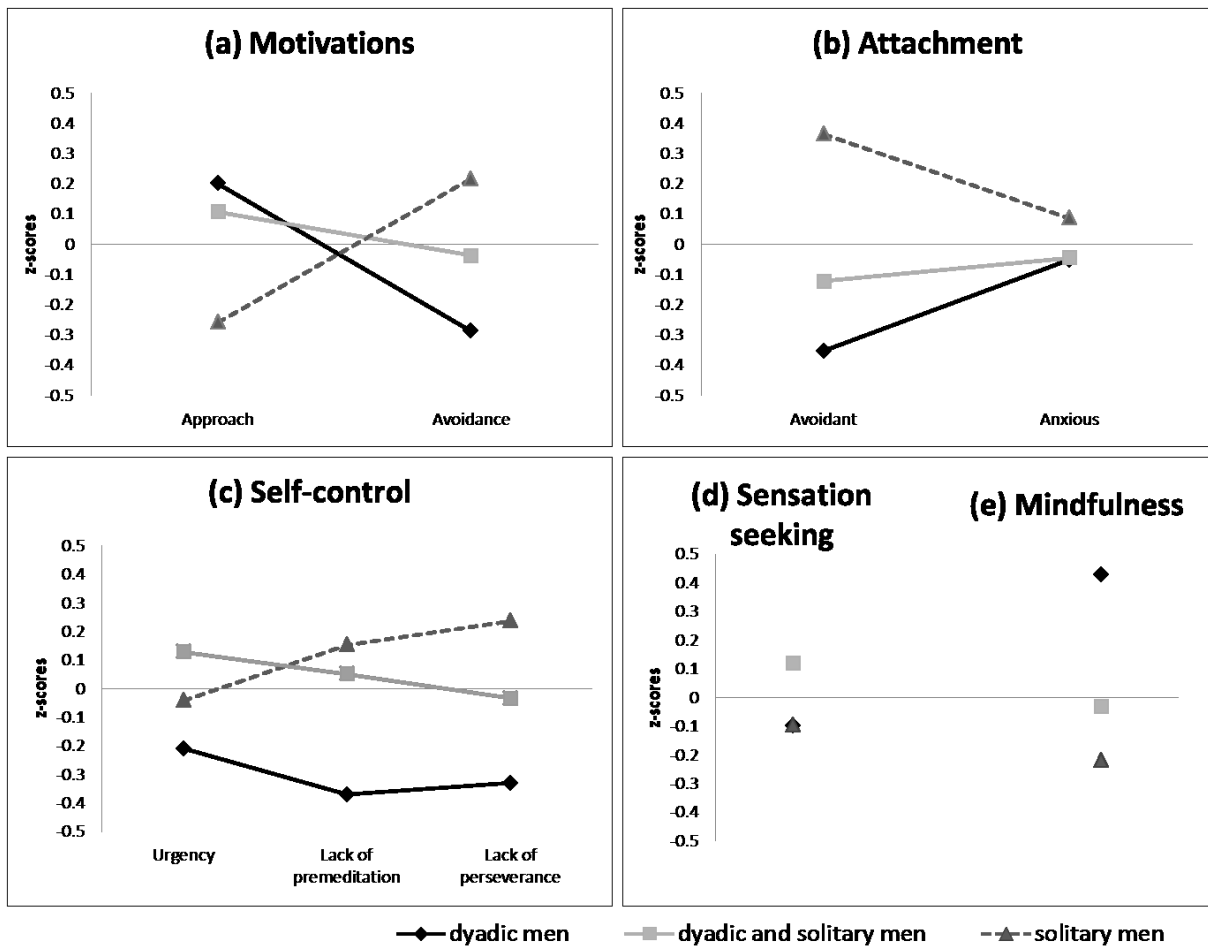 (a) Motivations
0.5
0.4
0.3
0.2
0.1
0
-0.1
-0.2
-0.3
-0.4
-0.5
z-scores
Approach Avoidance
(b) Attachment
0.5
0.4
0.3
0.2
0.1
0
-0.1
-0.2
-0.3
-0.4
-0.5
z-scores
Avoidant Anxious
(c) Self-control
0.5
0.4
0.3
0.2
0.1
0
-0.1
-0.2
-0.3
-0.4
-0.5
z-scores
Urgency Lack of Lack of
premeditation perseverance
(d) Sensation
seeking
(e) Mindfulness
0.5
0.4
0.3
0.2
0.1
0
-0.1
-0.2
-0.3
-0.4
-0.5
z-scores
dyadic men dyadic and solitary men solitary men